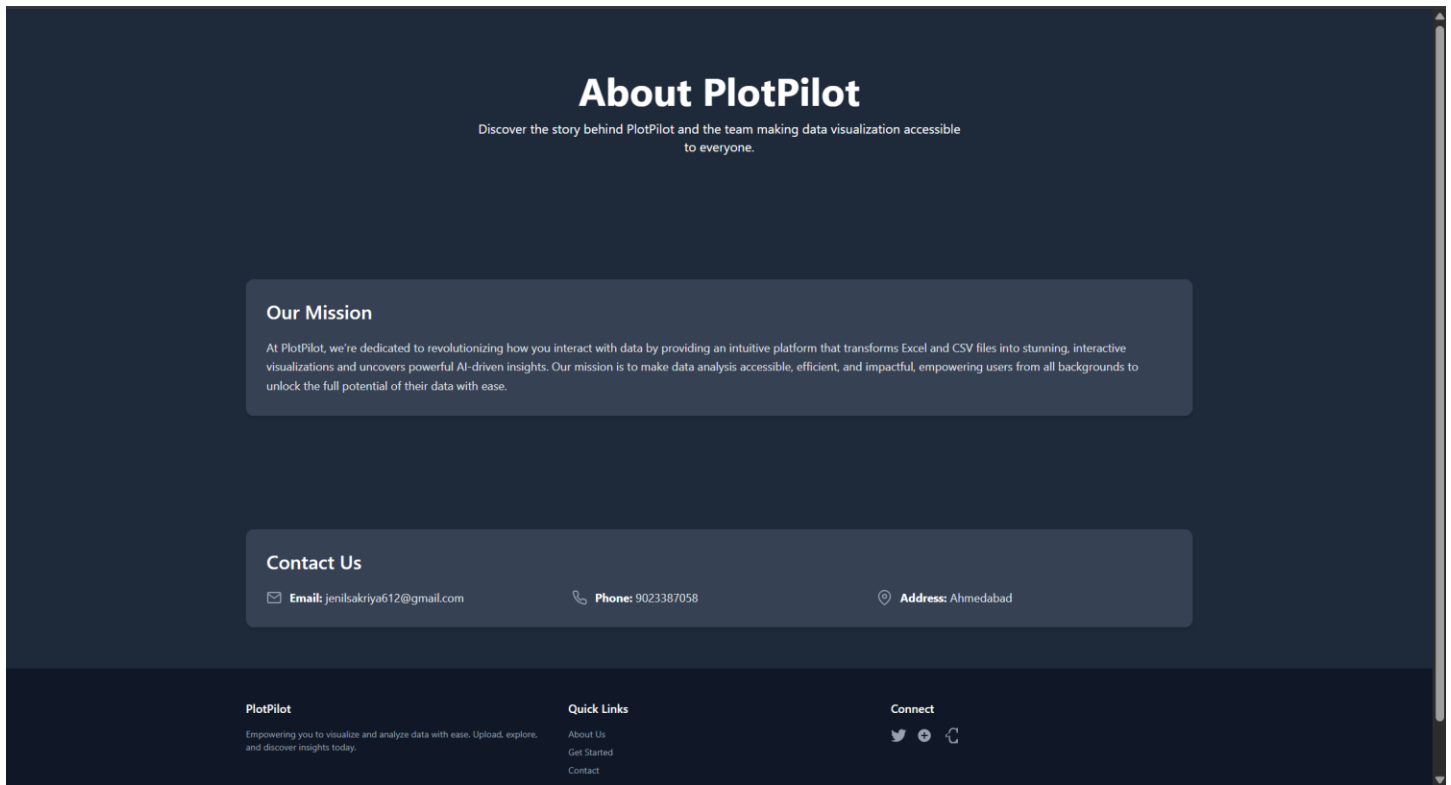 About PlotPilot
Discover the story behind PlotPilot and the team making data visualization accessible
to everyone.
Our Mission
At PlotPilot, we're dedicated to revolutionizing how you interact with data by providing an intuitive platform that transforms Excel and CSV files into stunning, interactive
visualizations and uncovers powerful AI-driven insights. Our mission is to make data analysis accessible, efficient, and impactful, empowering users from all backgrounds to
unlock the full potential of their data with ease.
Contact Us
Email: jenilsakriya612@gmail.com Phone: 9023387058 Address: Ahmedabad
PlotPilot
Empowering you to visualize and analyze data with ease. Upload, explore,
and discover insights today.
Quick Links
About Us
Get Started
Contact
Connect